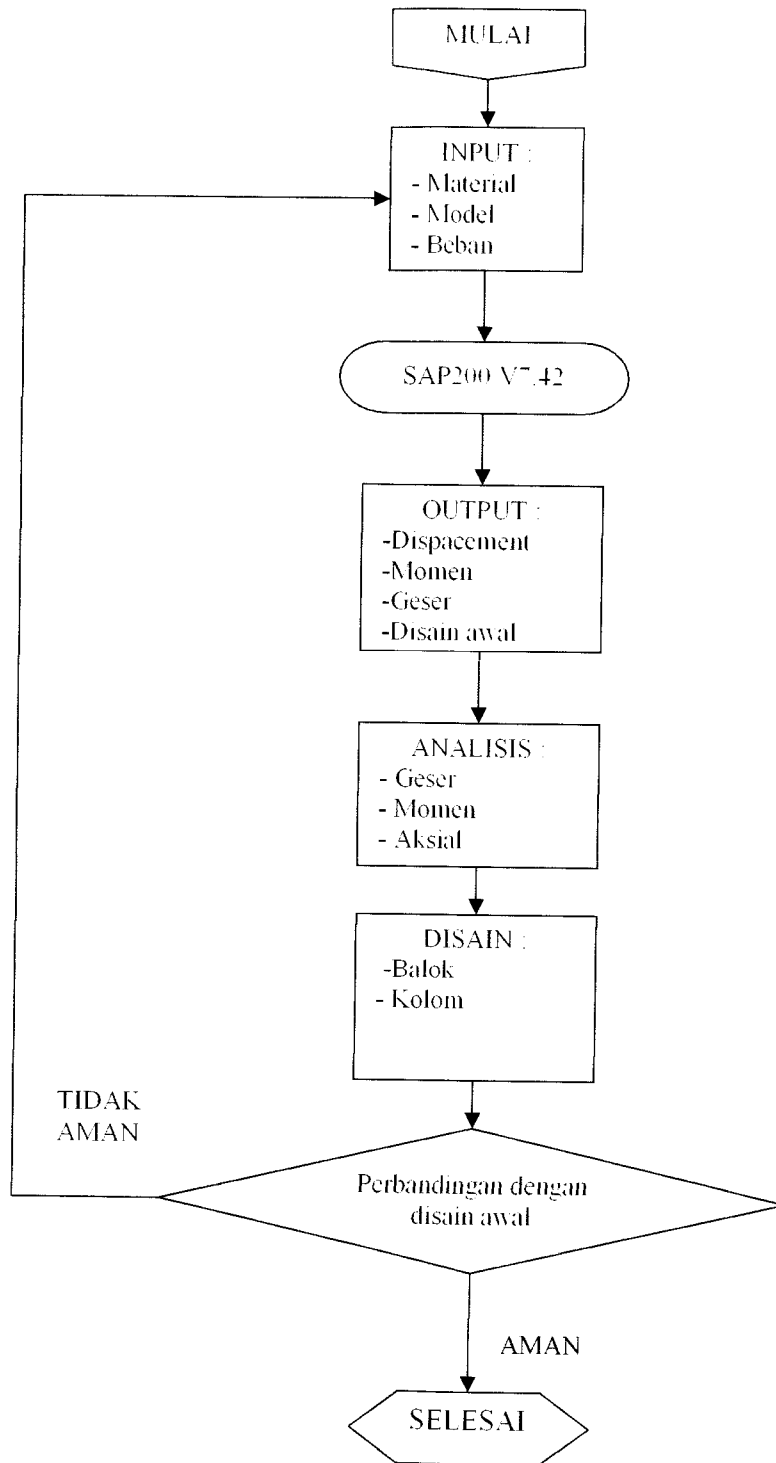 MULAI
INPUT :
- Material
- Model
- Beban
SAP200 V7.42
OUTPUT :
-Dispacement
-Momen
-Geser
-Disain awal
ANALISIS :
- Geser
- Momen
- Aksial
DISAIN :
-Balok
- Kolom
TIDAK
AMAN
Perbandingan dengan
disain awal
AMAN
SELESAI